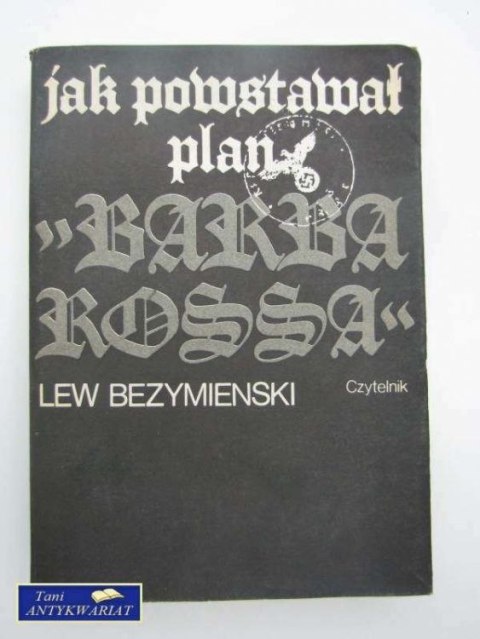 jak powstawał
plan
„BARBA
ROSSA“
LEW BEZYMIENSKI
Czytelnik
Tani
ANTYKWARIAT